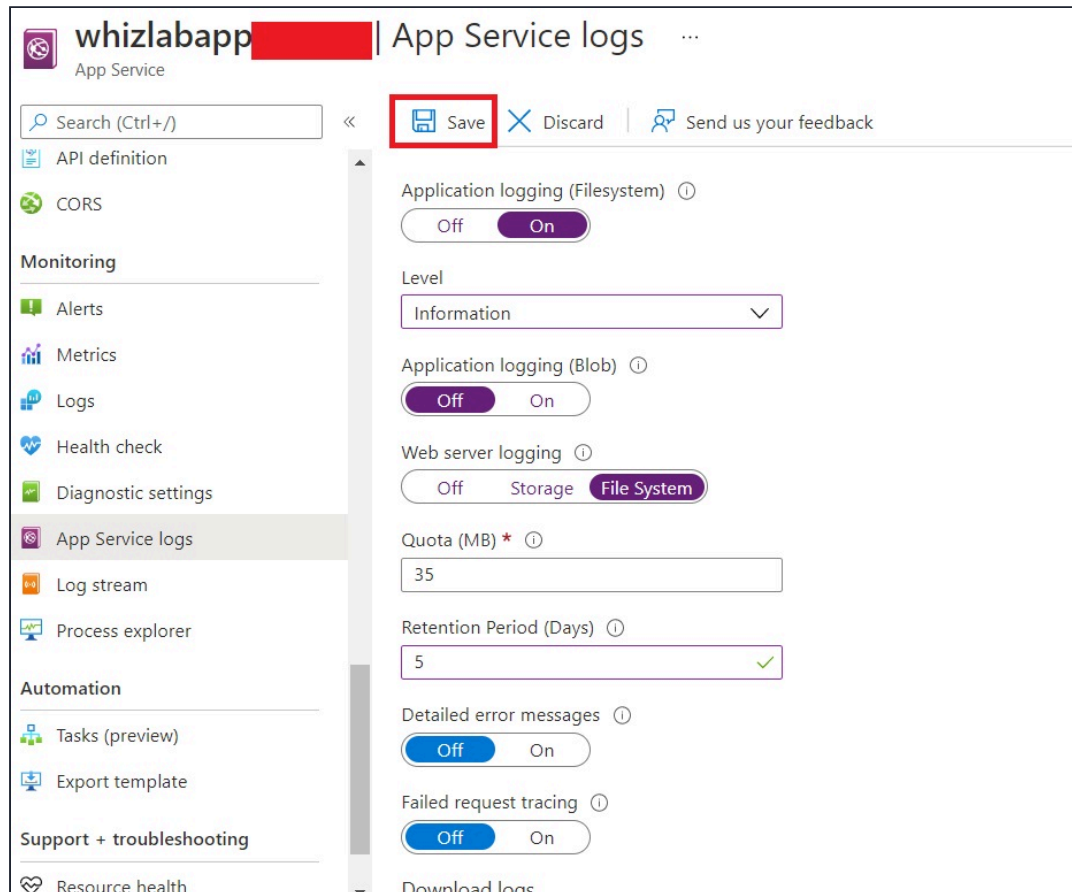 whizlabapp | App Service logs ...
App Service
Search (Ctrl+/)
«
API definition
CORS
Monitoring
Alerts
Metrics
Logs
Health check
Diagnostic settings
App Service logs
Log stream
Process explorer
Automation
Tasks (preview)
Export template
Support + troubleshooting
Resource health
Save Discard Send us your feedback
Application logging (Filesystem)
Off On
Level
Information
Application logging (Blob)
Off On
Web server logging
Off Storage File System
Quota (MB) *
35
Retention Period (Days)
5
Detailed error messages
Off On
Failed request tracing
Off On
Download logs